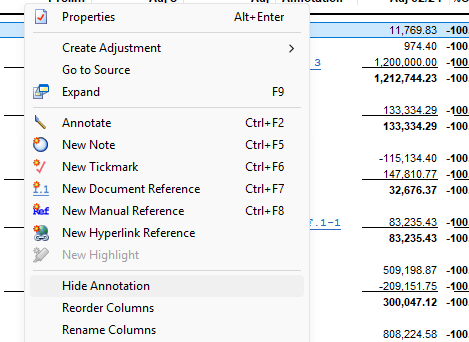 Properties Alt+Enter 11,769.83 -100
Create Adjustment 974.40 -100
Go to Source 3 1,200,000.00 -100
Expand F9 1,212,744.23 -100
Annotate Ctrl+F2 133,334.29 -100
133,334.29 -100
New Note Ctrl+F5
New Tickmark Ctrl+F6 -115,134.40 -100
1.1 New Document Reference Ctrl+F7 147,810.77 -100
32,676.37 -100
Ref New Manual Reference Ctrl+F8
7.1-1 83,235.43 -100
New Hyperlink Reference 83,235.43 -100
New Highlight
509,198.87 -100
Hide Annotation -209,151.75 -100
Reorder Columns 300,047.12 -100
Rename Columns 808,224.58 -100